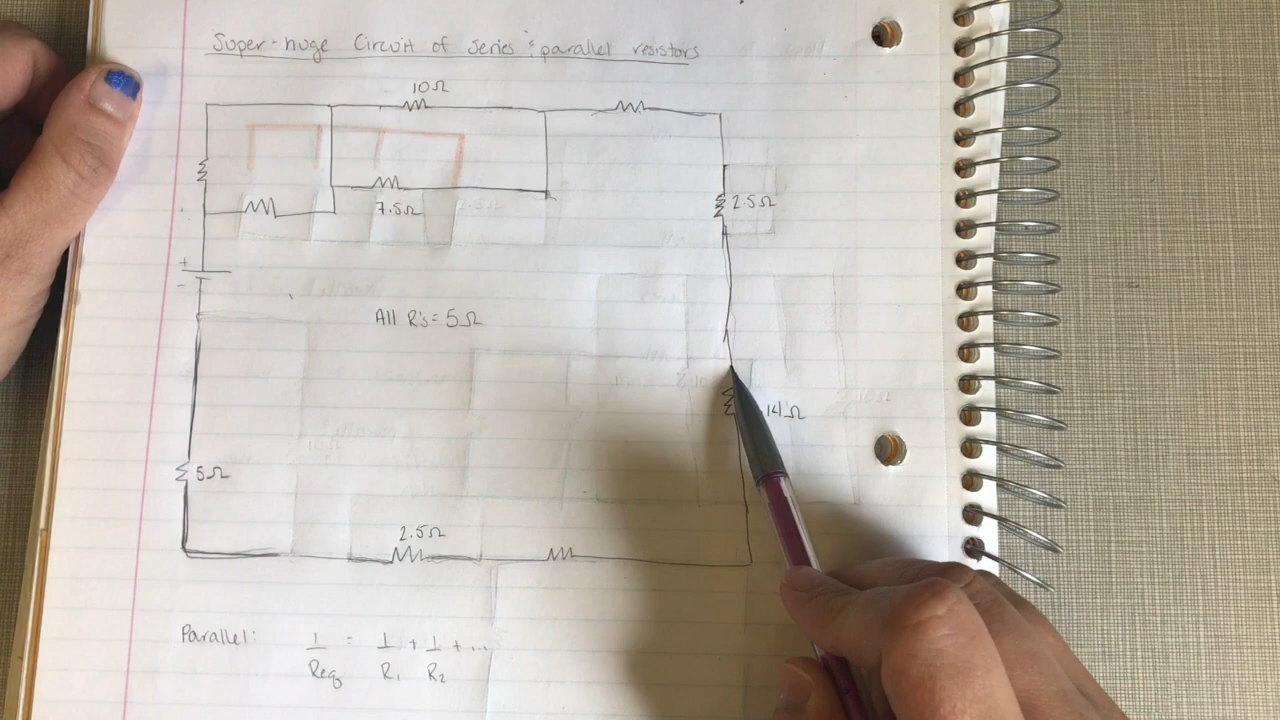 Super-huge Circuit of series & parallel resistors
10Ω
7.5Ω
2.5Ω
+
-
All R's = 5Ω
14Ω
5Ω
2.5Ω
Parallel: 1/Req = 1/R1 + 1/R2 + ...